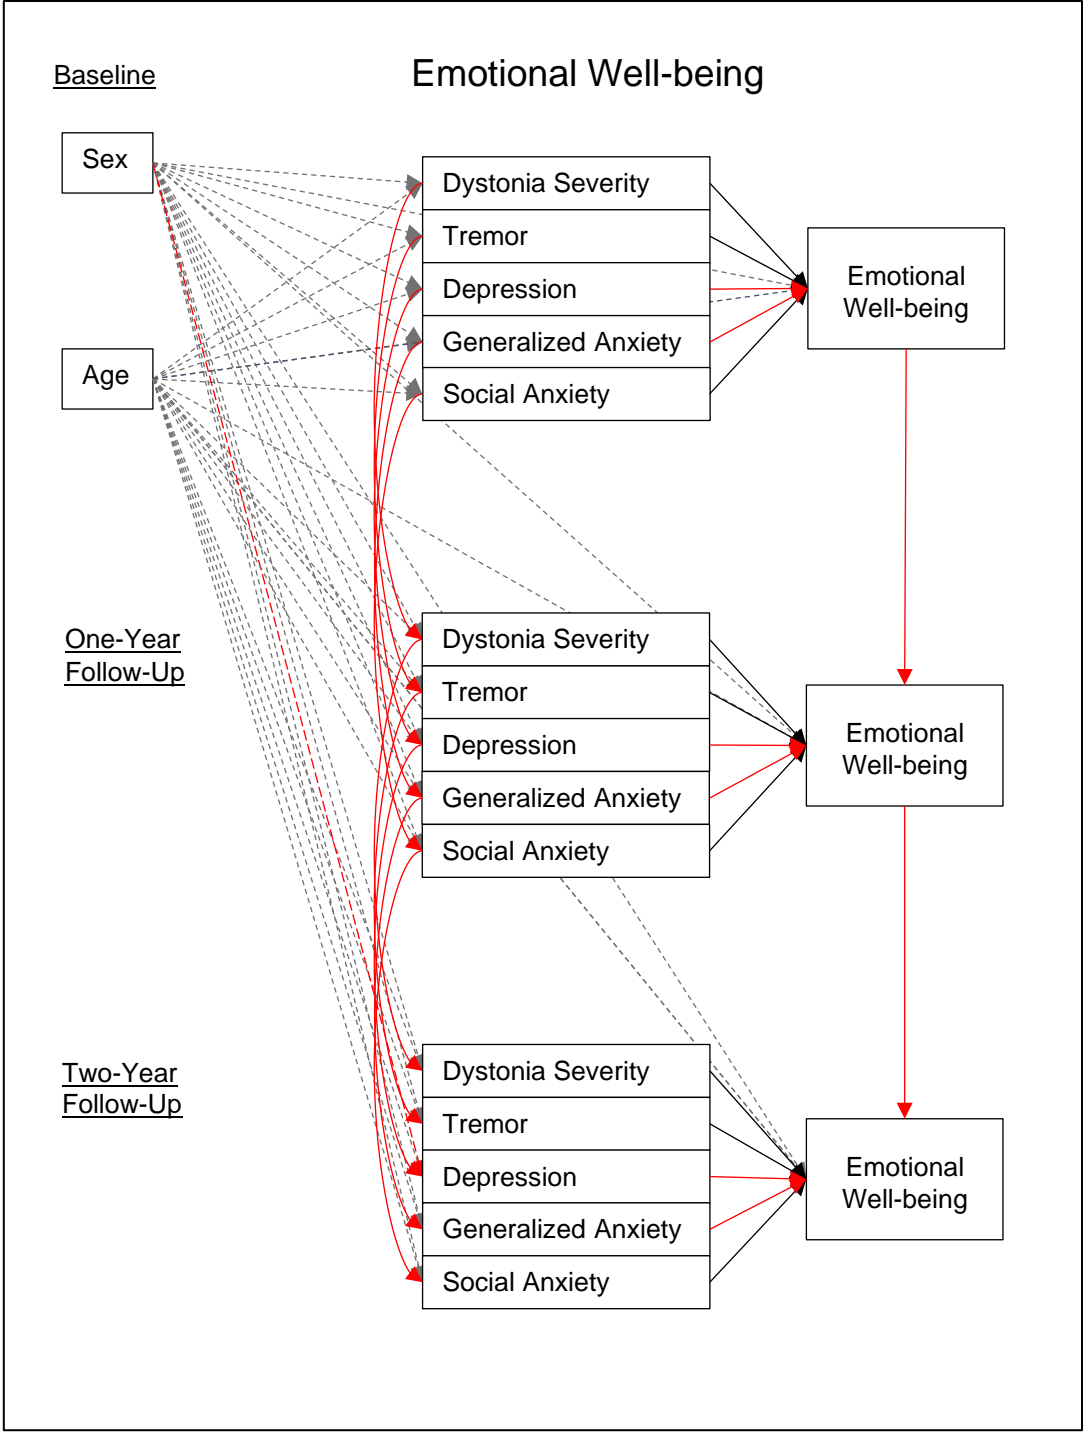 Baseline
Emotional Well-being
Sex
Age
Dystonia Severity
Tremor
Depression
Generalized Anxiety
Social Anxiety
Emotional
Well-being
One-Year
Follow-Up
Dystonia Severity
Tremor
Depression
Generalized Anxiety
Social Anxiety
Emotional
Well-being
Two-Year
Follow-Up
Dystonia Severity
Tremor
Depression
Generalized Anxiety
Social Anxiety
Emotional
Well-being